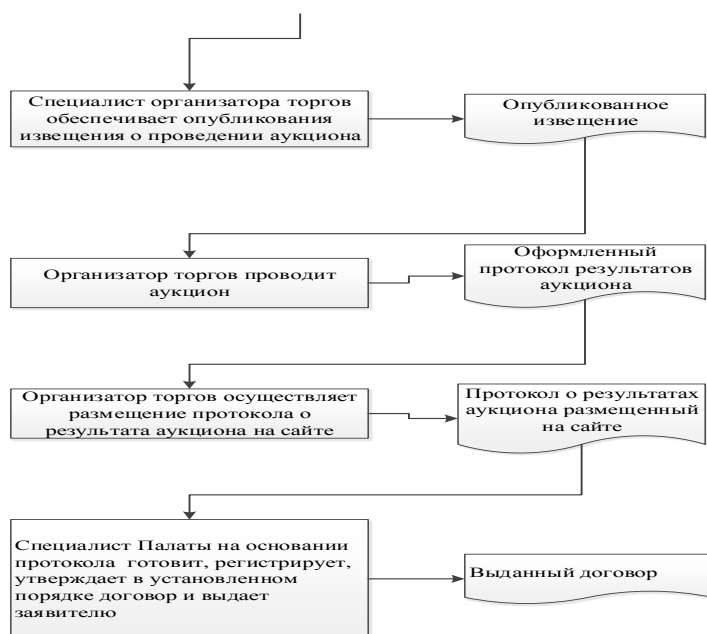 Специалист организатора торгов
обеспечивает опубликования
извещения о проведении аукциона
Опубликованное
извещение
Организатор торгов проводит
аукцион
Оформленный
протокол результатов
аукциона
Организатор торгов осуществляет
размещение протокола о
результата аукциона на сайте
Протокол о результатах
аукциона размещенный
на сайте
Специалист Палаты на основании
протокола готовит, регистрирует,
утверждает в установленном
порядке договор и выдает
заявителю
Выданный договор